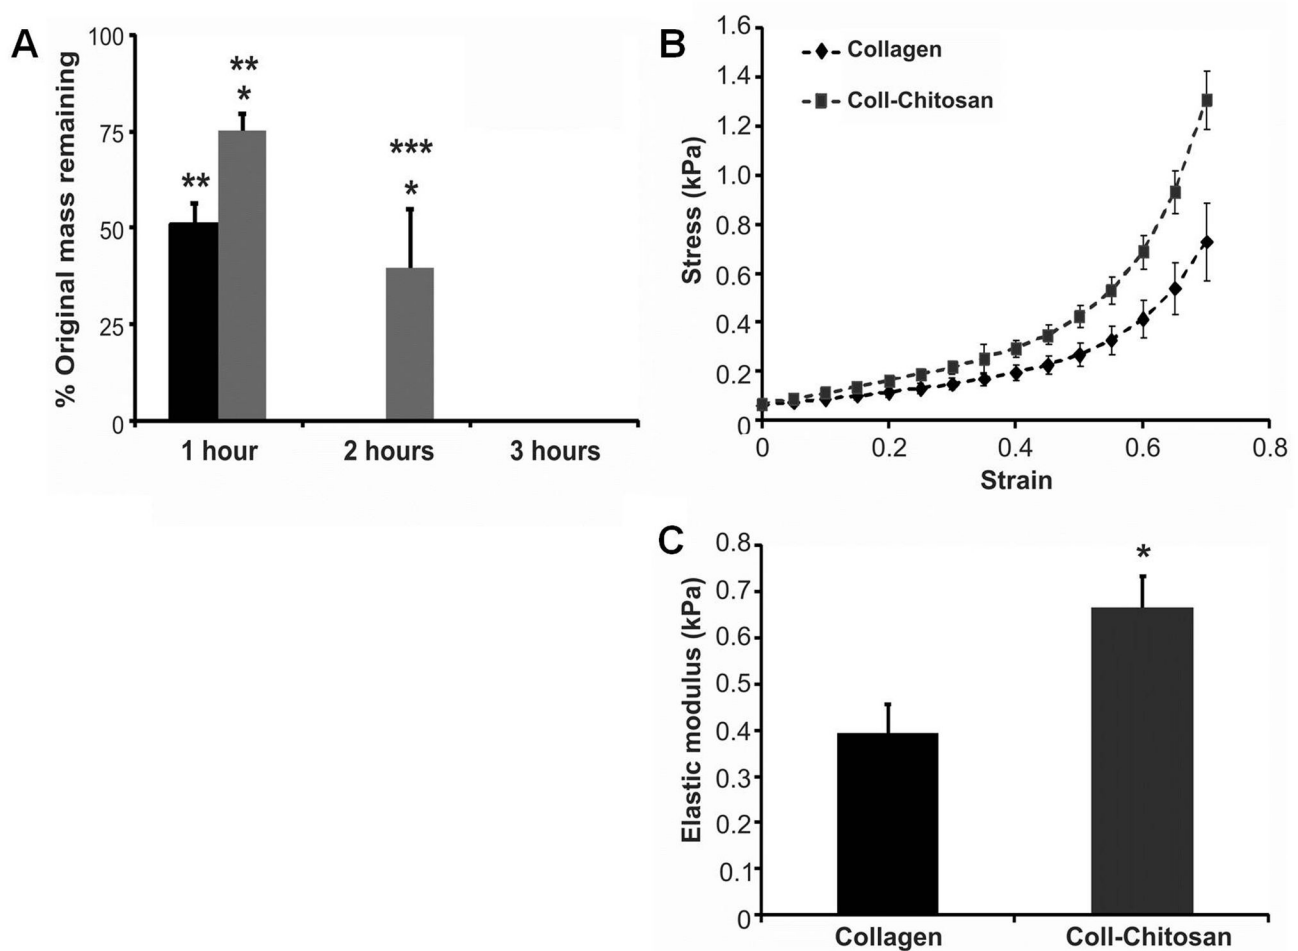 A
% Original mass remaining
100
75
50
25
0
**
**
*
***
*
1 hour
2 hours
3 hours
B
Stress (kPa)
1.6
1.4
1.2
1.0
0.8
0.6
0.4
0.2
0
Collagen
Coll-Chitosan
0 0.2 0.4 0.6 0.8
Strain
C
Elastic modulus (kPa)
0.8
0.7
0.6
0.5
0.4
0.3
0.2
0.1
0
*
Collagen Coll-Chitosan